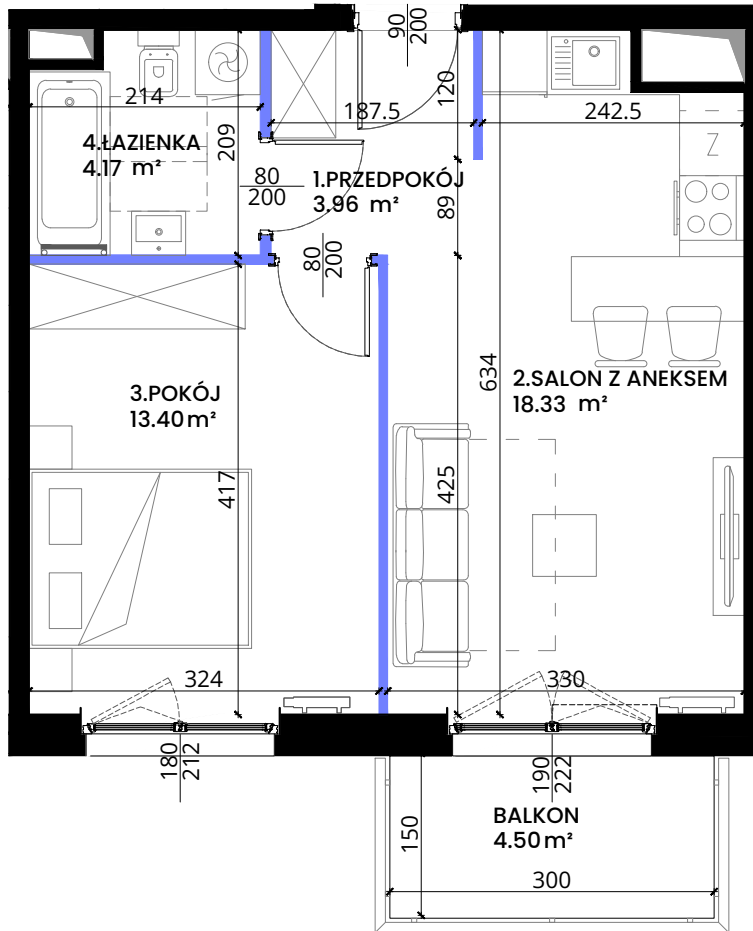 90
200
214
187.5
120
242.5
4.ŁAZIENKA
4.17 m²
209
80
200
1.PRZEDPOKÓJ
3.96 m²
89
Z
80
200
634
2.SALON Z ANEKSEM
18.33 m²
3.POKÓJ
13.40 m²
417
425
324
330
180
212
190
222
BALKON
4.50 m²
150
300